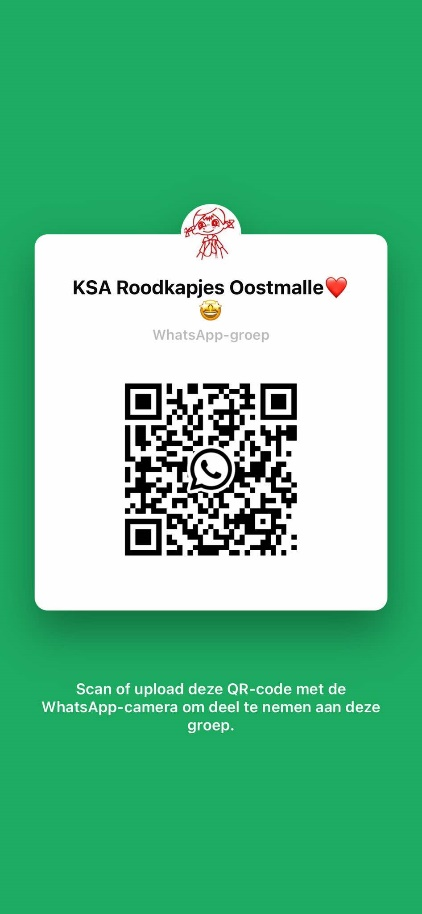 KSA Roodkapjes Oostmalle❤️
🤩
WhatsApp-groep
Scan of upload deze QR-code met de
WhatsApp-camera om deel te nemen aan deze
groep.